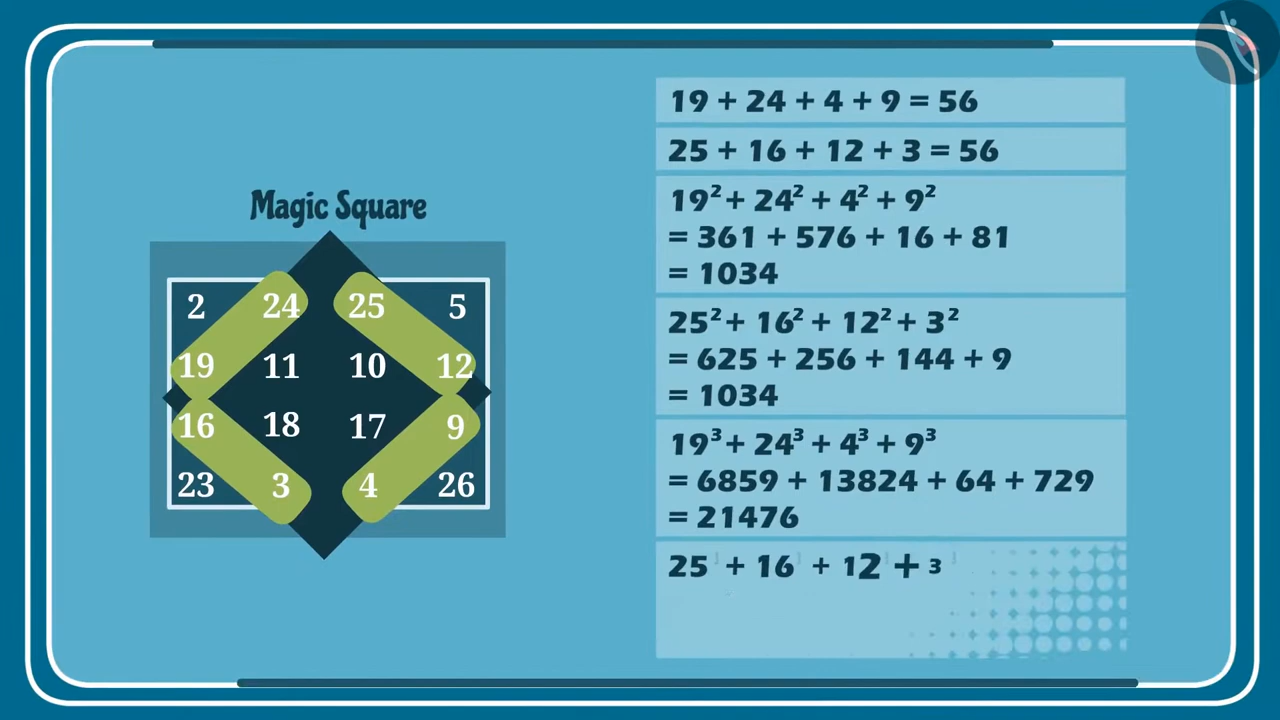 Magic Square
2 24 25 5
19 11 10 12
16 18 17 9
23 3 4 26
19 + 24 + 4 + 9 = 56
25 + 16 + 12 + 3 = 56
19² + 24² + 4² + 9²
= 361 + 576 + 16 + 81
= 1034
25² + 16² + 12² + 3²
= 625 + 256 + 144 + 9
= 1034
19³ + 24³ + 4³ + 9³
= 6859 + 13824 + 64 + 729
= 21476
25 + 16 + 12 + 3